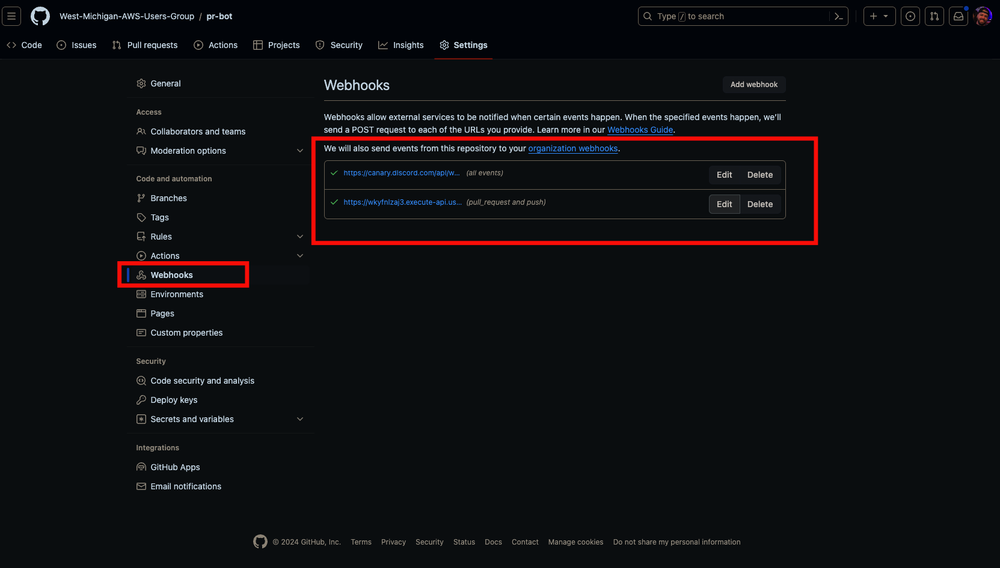 West-Michigan-AWS-Users-Group / pr-bot
Type / to search
Code
Issues
Pull requests
Actions
Projects
Security
Insights
Settings
General
Access
Collaborators and teams
Moderation options
Code and automation
Branches
Tags
Rules
Actions
Webhooks
Environments
Pages
Custom properties
Security
Code security and analysis
Deploy keys
Secrets and variables
Integrations
GitHub Apps
Email notifications
Webhooks
Add webhook
Webhooks allow external services to be notified when certain events happen. When the specified events happen, we’ll
send a POST request to each of the URLs you provide. Learn more in our Webhooks Guide.
We will also send events from this repository to your organization webhooks.
https://canary.discord.com/api/w... (all events)
Edit
Delete
https://wkyfnlzaj3.execute-api.us... (pull_request and push)
Edit
Delete
© 2024 GitHub, Inc.
Terms
Privacy
Security
Status
Docs
Contact
Manage cookies
Do not share my personal information